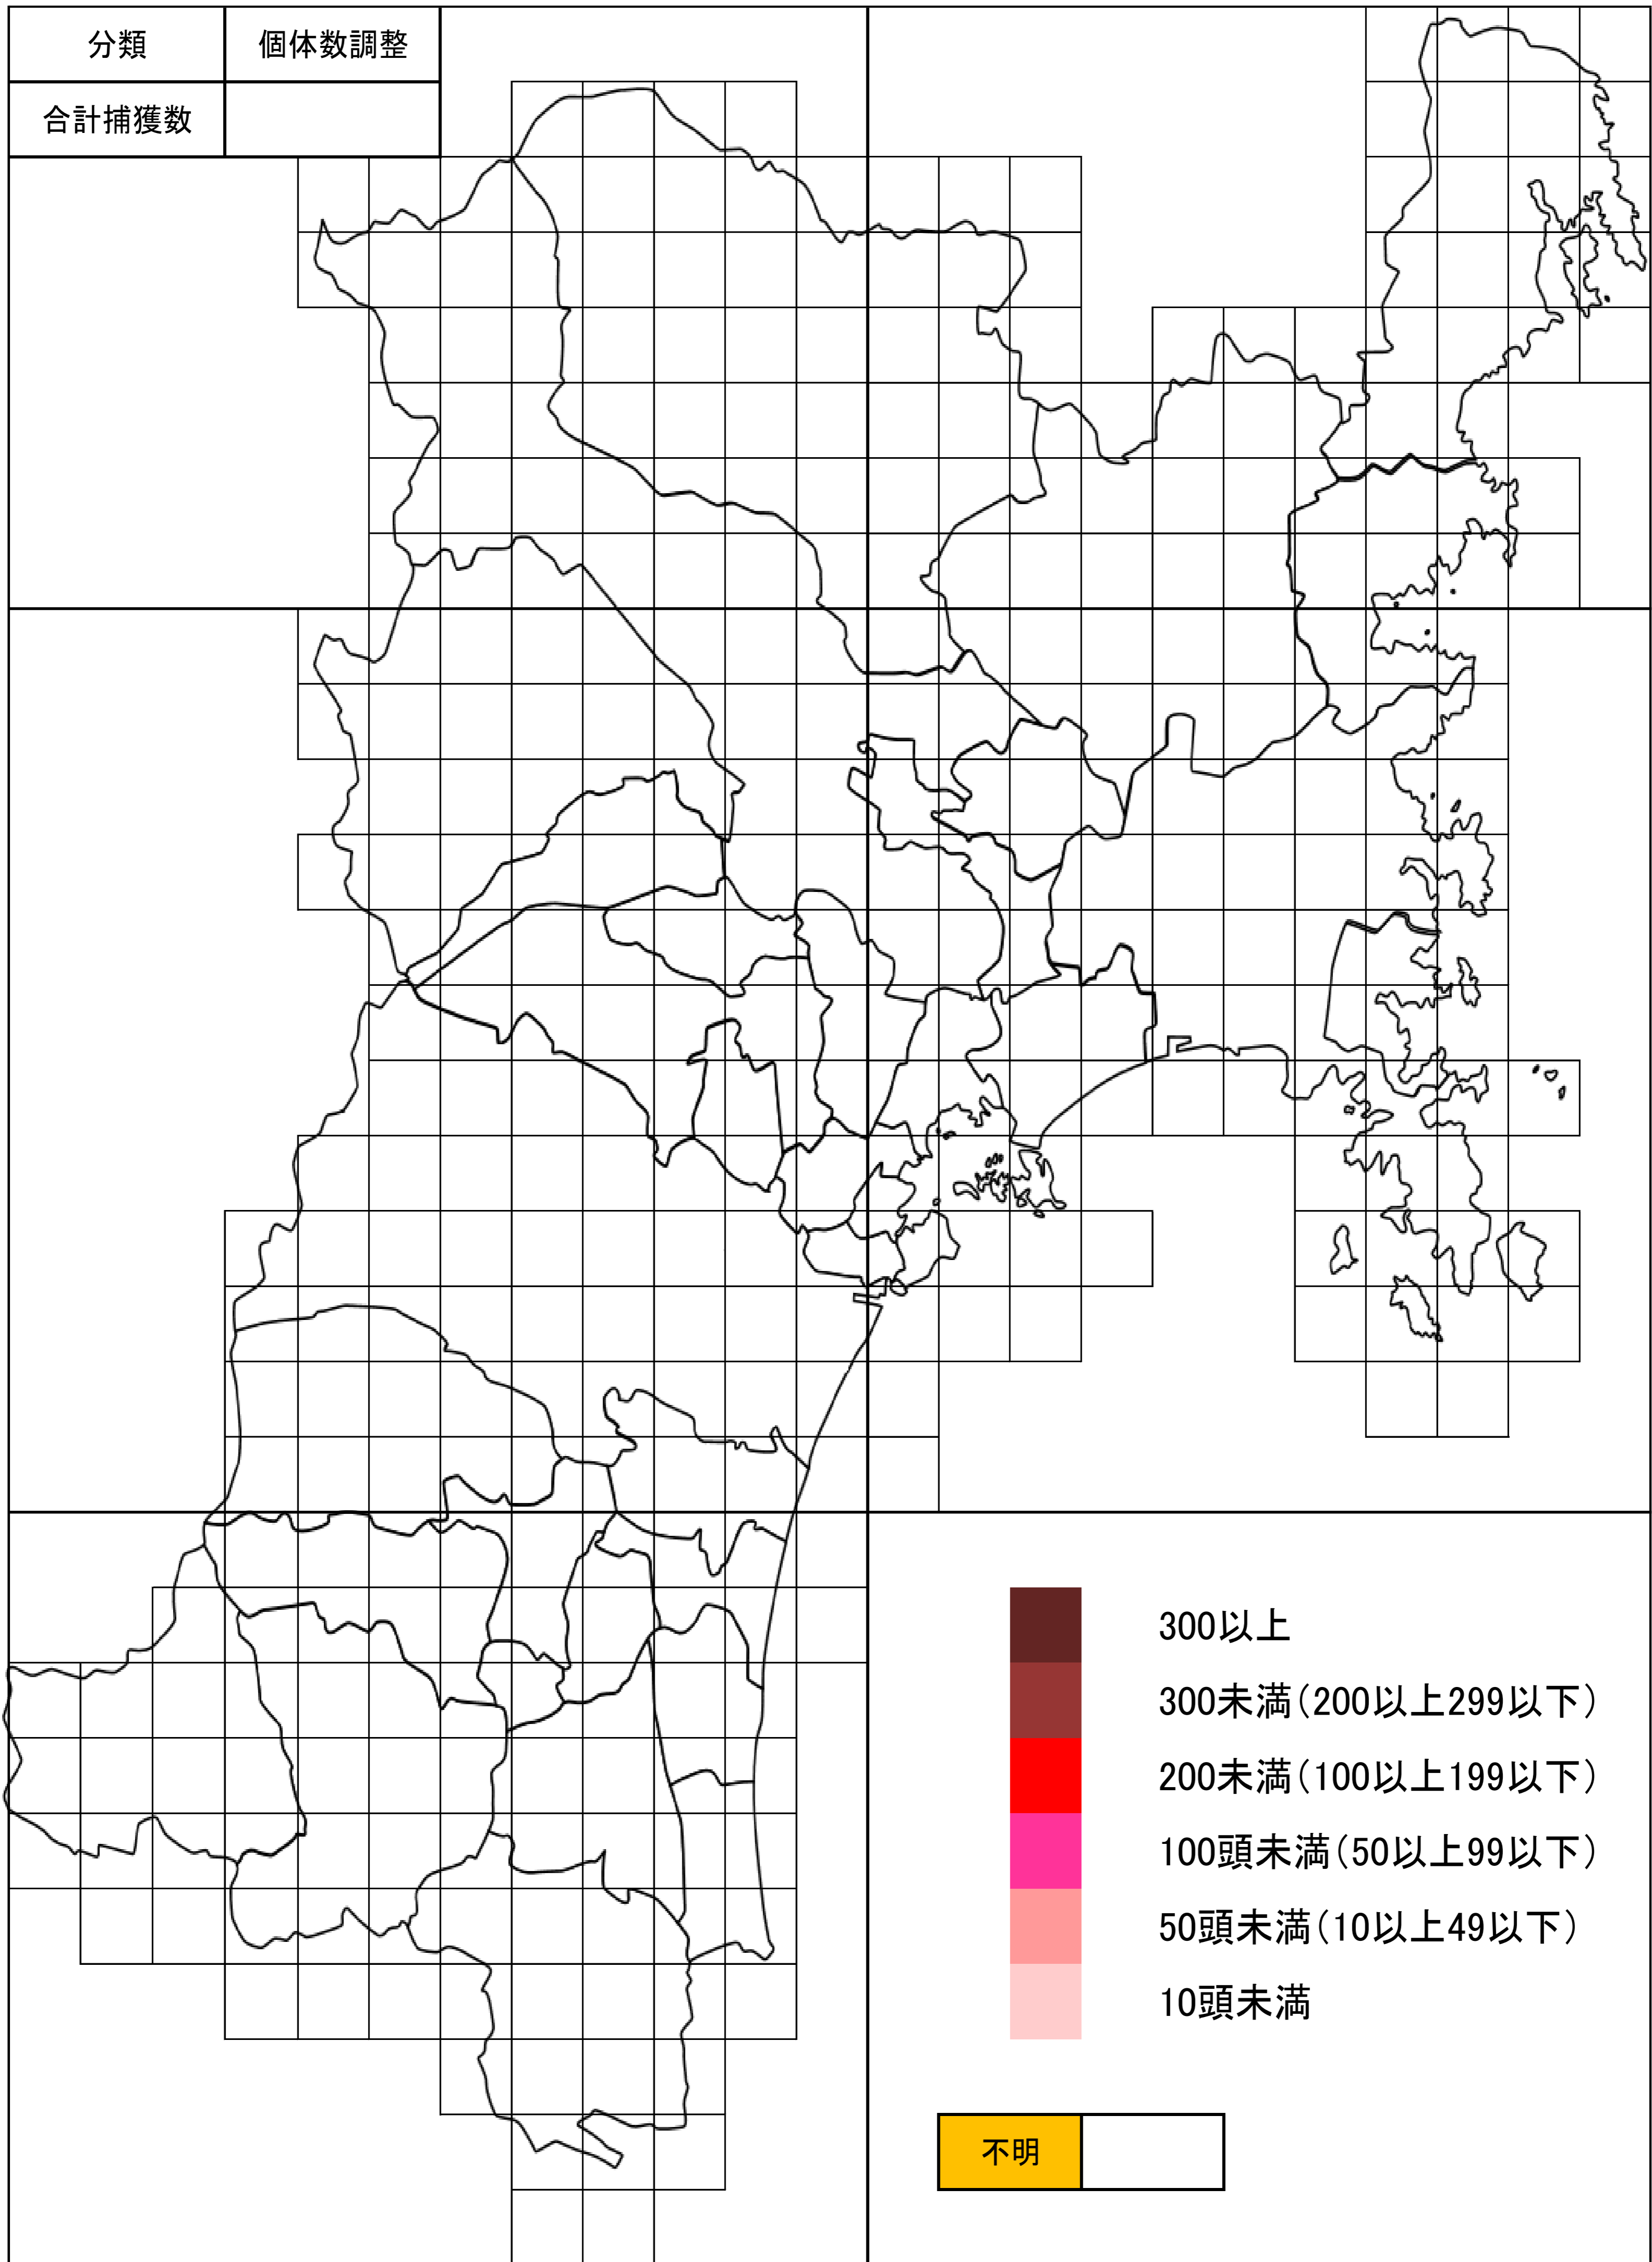 分類 個体数調整
合計捕獲数
300以上
300未満（200以上299以下）
200未満（100以上199以下）
100頭未満（50以上99以下）
50頭未満（10以上49以下）
10頭未満
不明